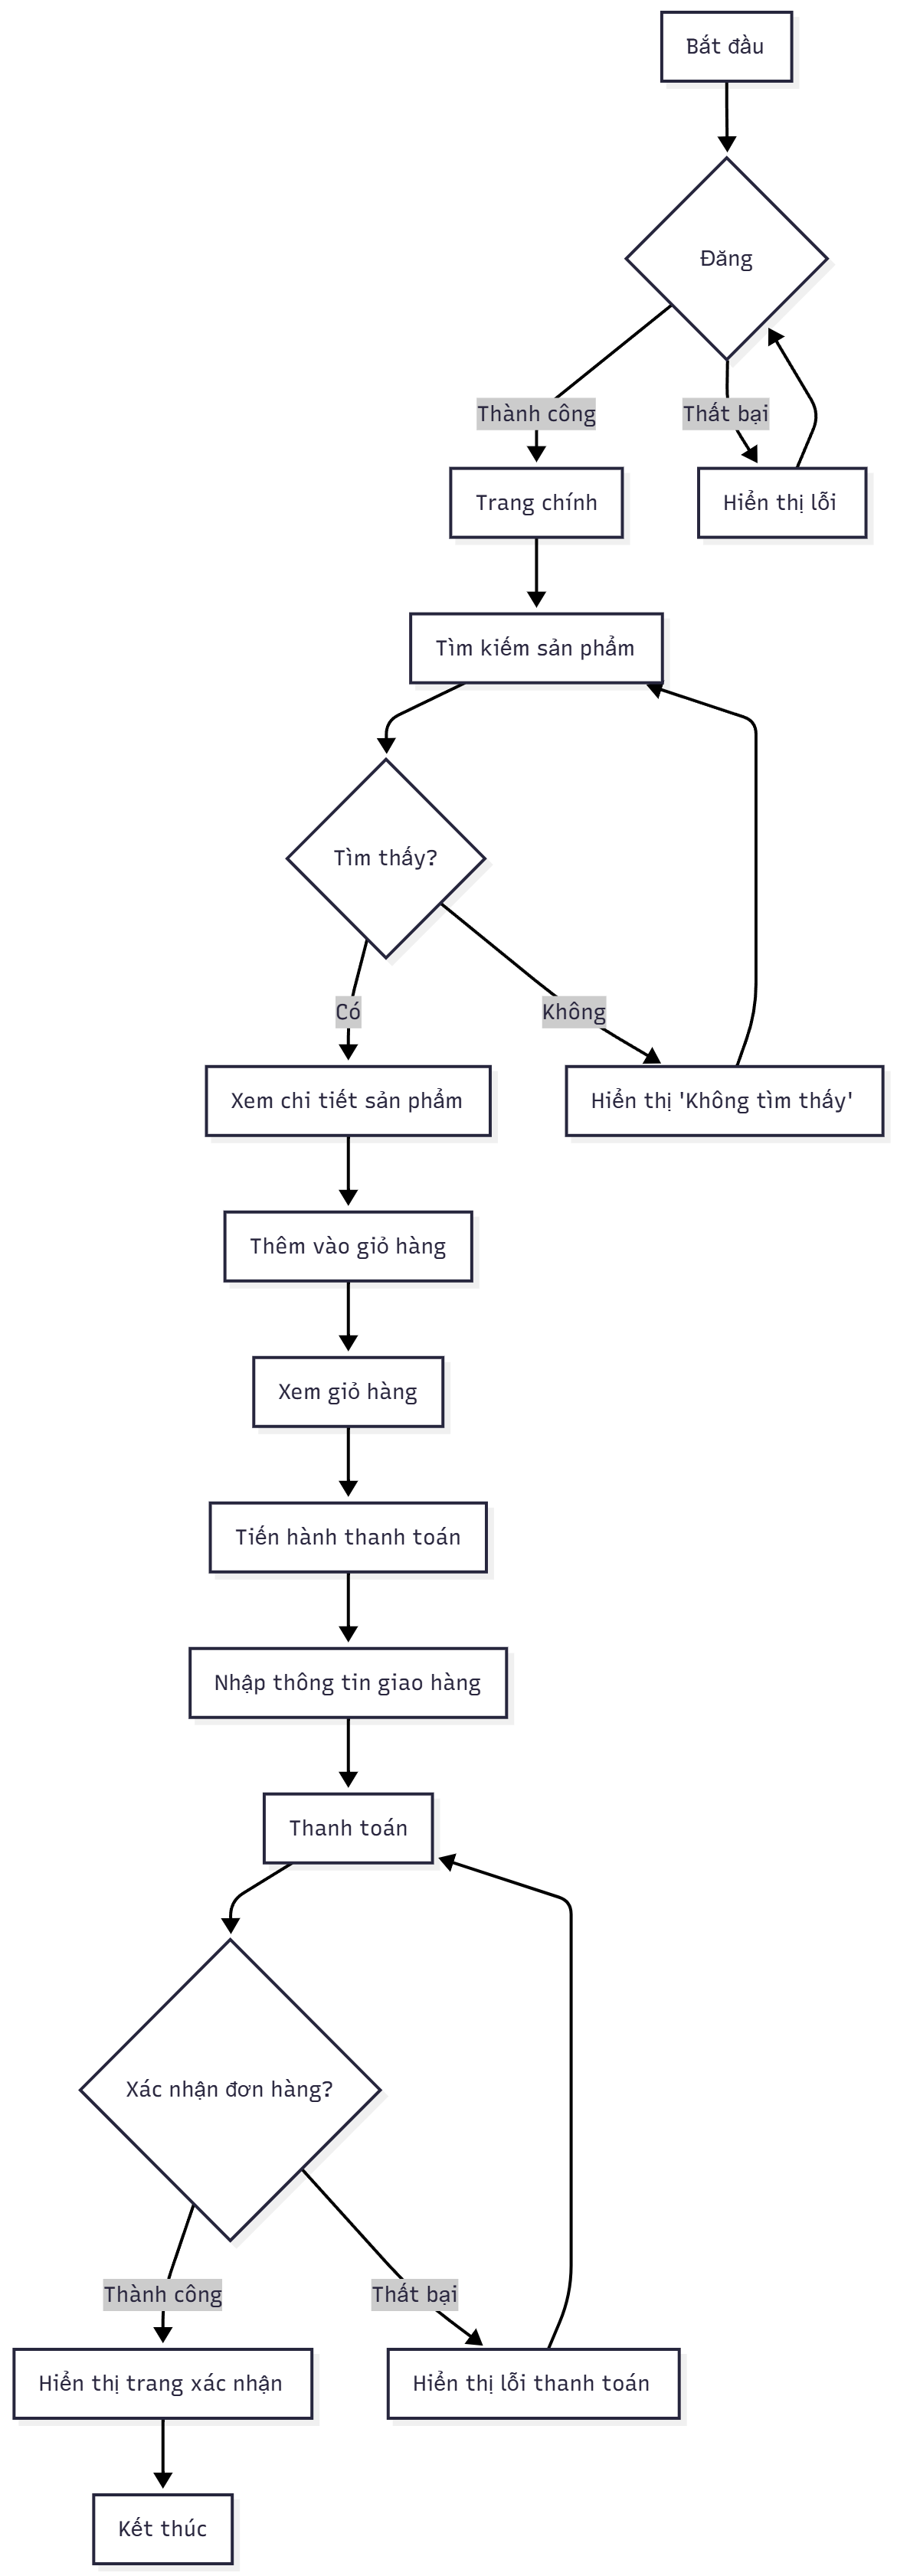 Bắt đầu
Đăng
Thành công
Thất bại
Trang chính
Hiển thị lỗi
Tìm kiếm sản phẩm
Tìm thấy?
Có
Không
Xem chi tiết sản phẩm
Hiển thị 'Không tìm thấy'
Thêm vào giỏ hàng
Xem giỏ hàng
Tiến hành thanh toán
Nhập thông tin giao hàng
Thanh toán
Xác nhận đơn hàng?
Thành công
Thất bại
Hiển thị trang xác nhận
Hiển thị lỗi thanh toán
Kết thúc